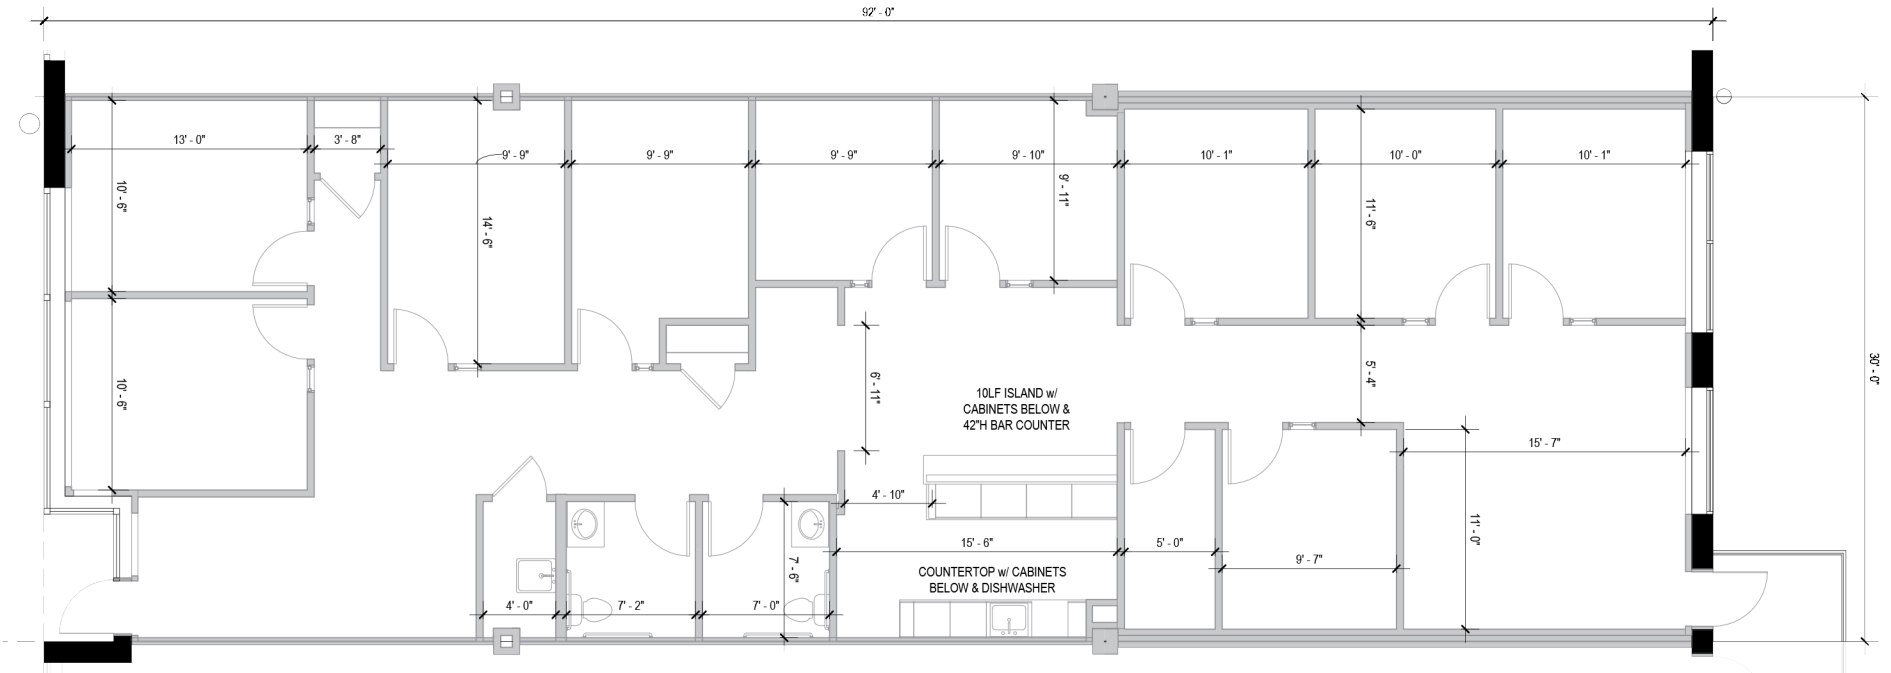 92' - 0"
13' - 0"
3' - 8"
9' - 9"
9' - 9"
9' - 9"
9' - 10"
10' - 1"
10' - 0"
10' - 1"
10' - 6"
14' - 6"
9' - 11"
11' - 6"
10' - 6"
6' - 11"
5' - 4"
30' - 0"
10LF ISLAND w/
CABINETS BELOW &
42"H BAR COUNTER
15' - 7"
4' - 10"
11' - 0"
15' - 6"
5' - 0"
9' - 7"
7' - 6"
COUNTERTOP w/ CABINETS
BELOW & DISHWASHER
4' - 0"
7' - 2"
7' - 0"